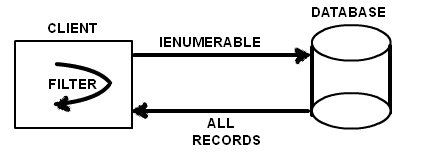 DATABASE
CLIENT
IENUMERABLE
FILTER
ALL
RECORDS